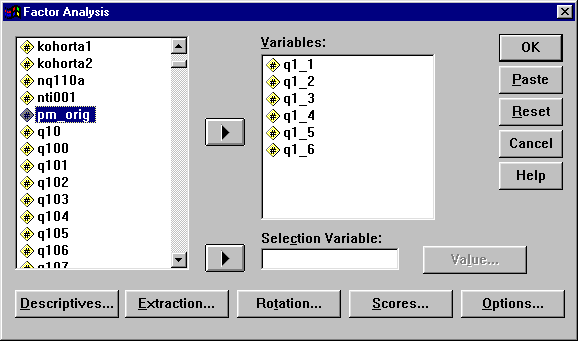 Factor Analysis
kohorta1
kohorta2
nq110a
nti001
pm_orig
q10
q100
q101
q102
q103
q104
q105
q106
q107
Variables:
q1_1
q1_2
q1_3
q1_4
q1_5
q1_6
Selection Variable:
Value...
OK
Paste
Reset
Cancel
Help
Descriptives...
Extraction...
Rotation...
Scores...
Options...